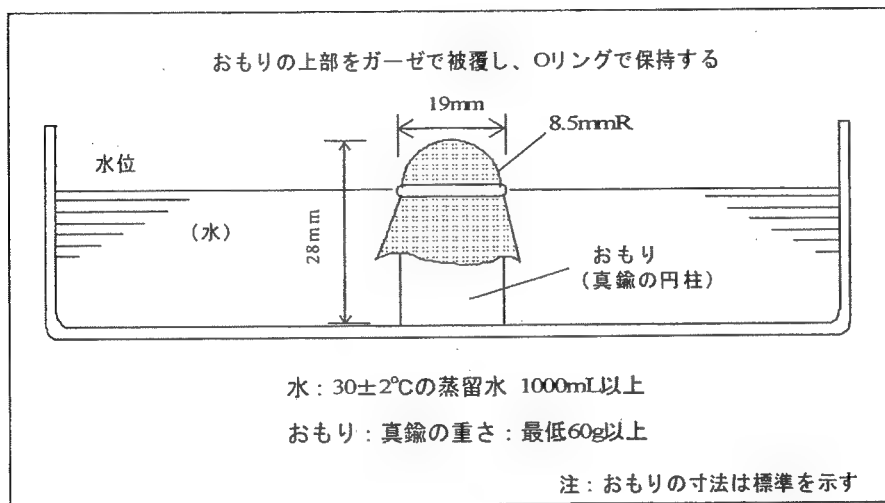 おもりの上部をガーゼで被覆し、Oリングで保持する
19mm
8.5mmR
水位
(水)
28mm
おもり
(真鍮の円柱)
水：30±2℃の蒸留水 1000mL以上
おもり：真鍮の重さ：最低60g以上
注：おもりの寸法は標準を示す